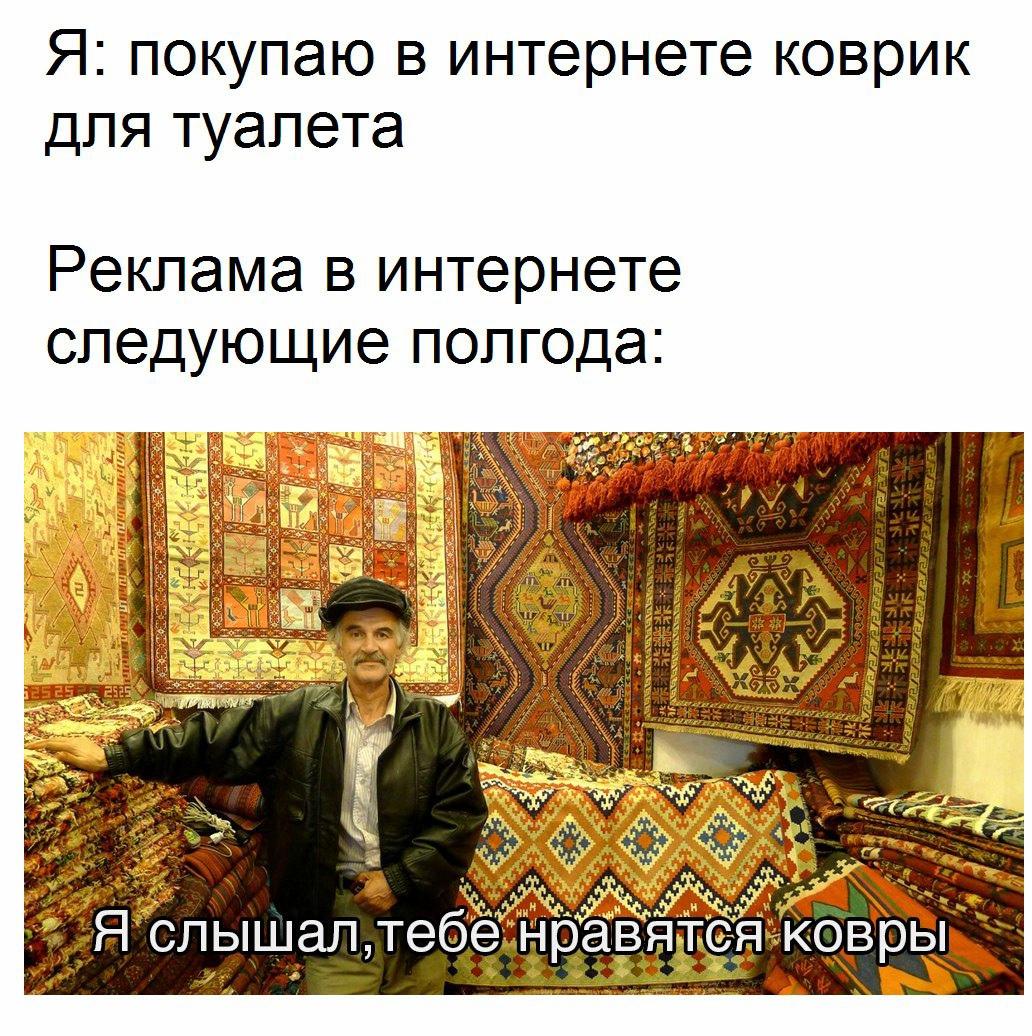 Я: покупаю в интернете коврик
для туалета
Реклама в интернете
следующие полгода:
Я слышал,тебе нравятся ковры